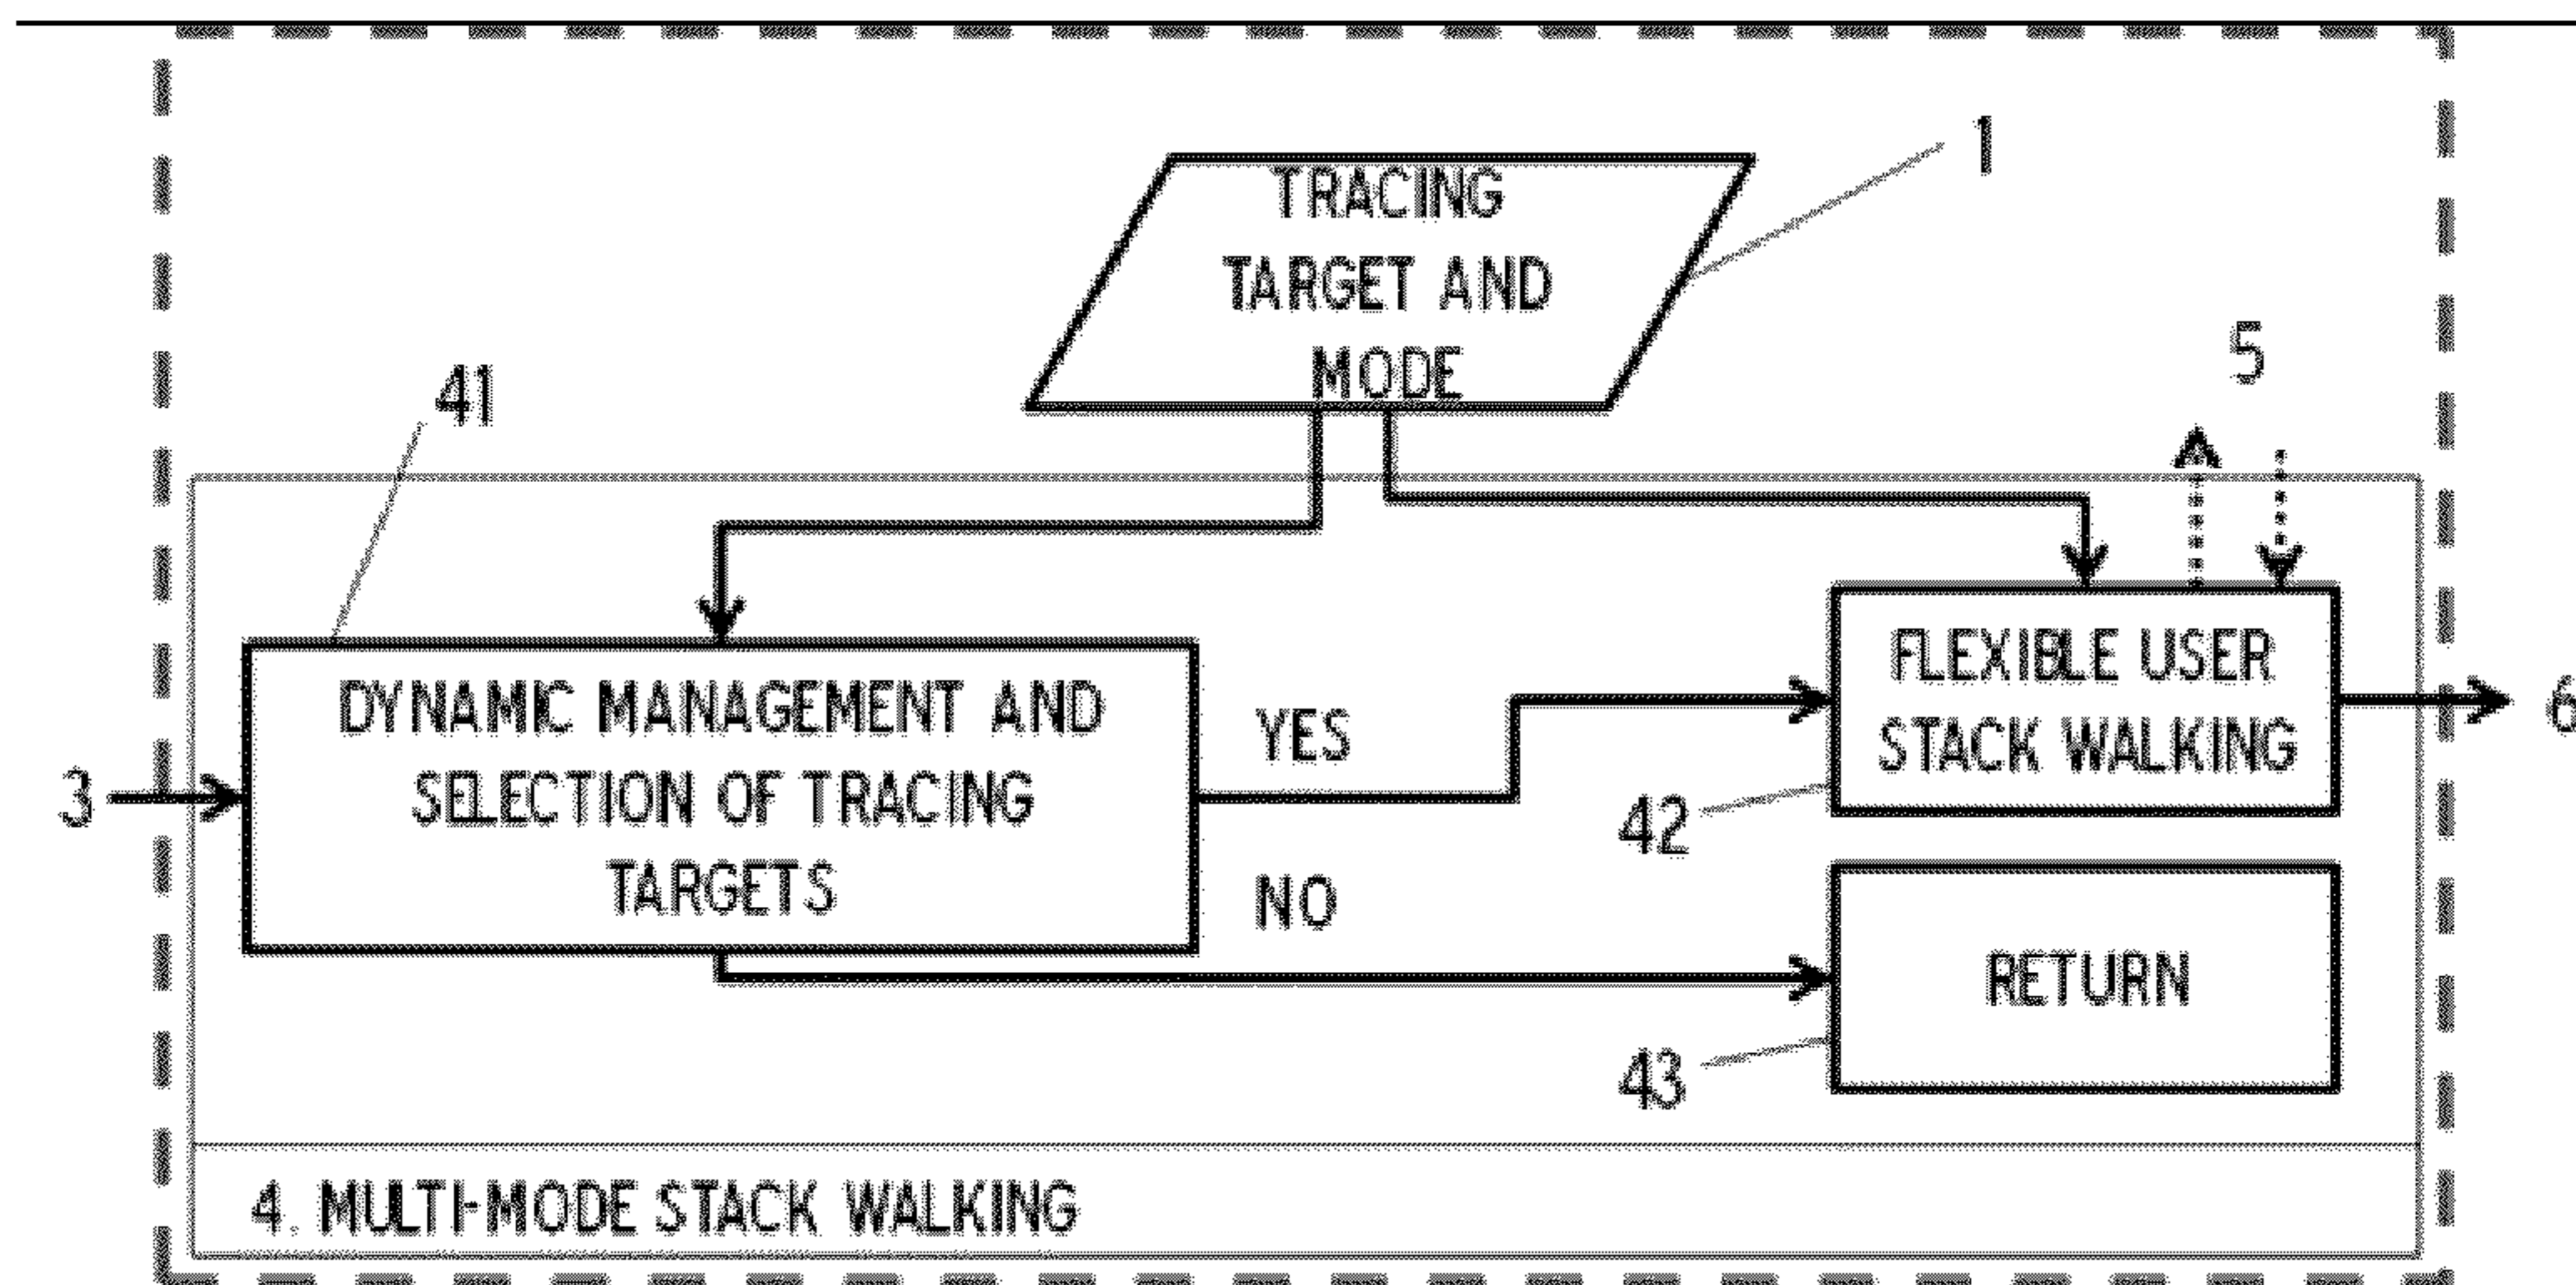 1
TRACING
TARGET AND
MODE
5
41
DYNAMIC MANAGEMENT AND
SELECTION OF TRACING
TARGETS
YES
NO
FLEXIBLE USER
STACK WALKING
3
6
42
RETURN
43
4. MULTI-MODE STACK WALKING